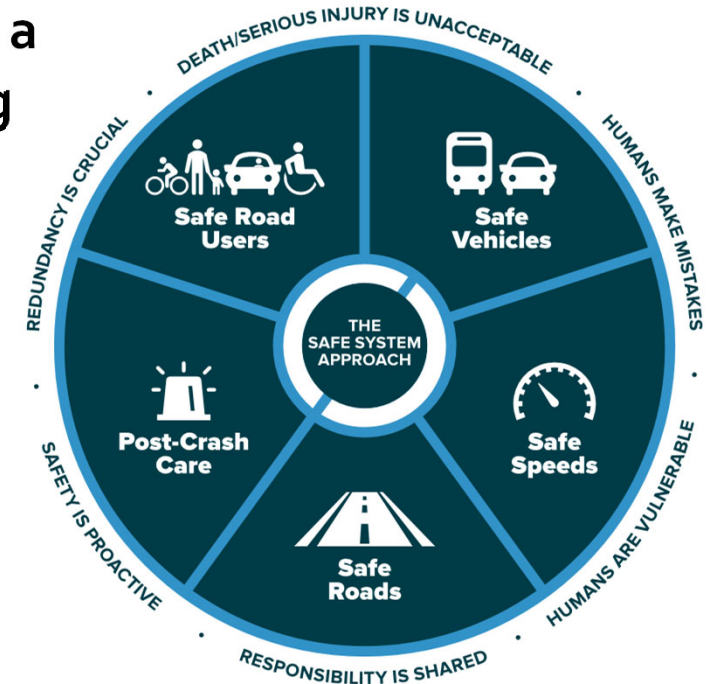 a
g
DEATH/SERIOUS INJURY IS UNACCEPTABLE
HUMANS MAKE MISTAKES
HUMANS ARE VULNERABLE
RESPONSIBILITY IS SHARED
SAFETY IS PROACTIVE
REDUNDANCY IS CRUCIAL
Safe Road
Users
Safe
Vehicles
THE
SAFE SYSTEM
APPROACH
Post-Crash
Care
Safe
Speeds
Safe
Roads